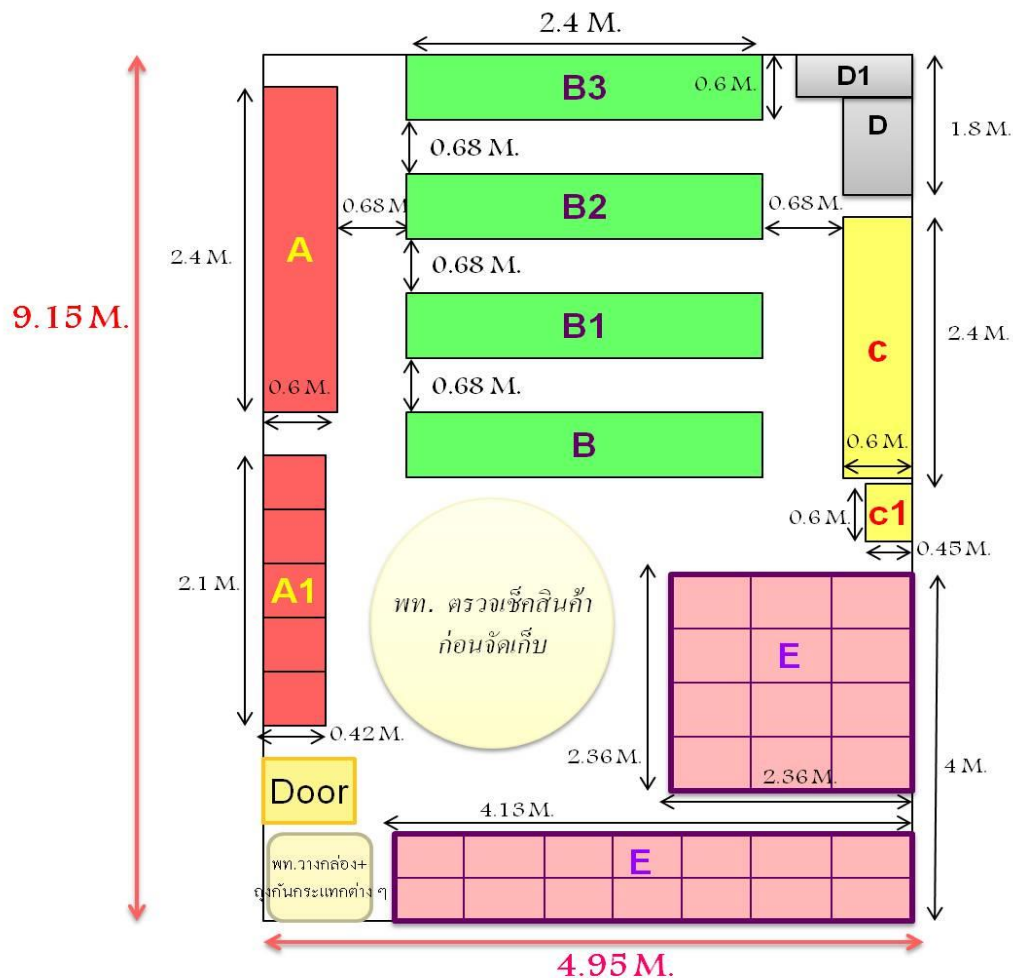 2.4 M.
B3
0.6 M.
D1
D
1.8 M.
0.68 M.
A
0.68 M
B2
0.68 M.
2.4 M.
0.68 M.
9.15 M.
B1
c
2.4 M.
0.6 M.
0.68 M.
B
0.6 M.
0.6 M.
c1
0.45 M.
2.1 M.
A1
พท. ตรวจเช็คสินค้า
ก่อนจัดเก็บ
E
0.42 M.
2.36 M.
2.36 M.
4 M.
Door
4.13 M.
พท.วางกล่อง+
ถุงกันกระแทกต่าง ๆ
E
4.95 M.